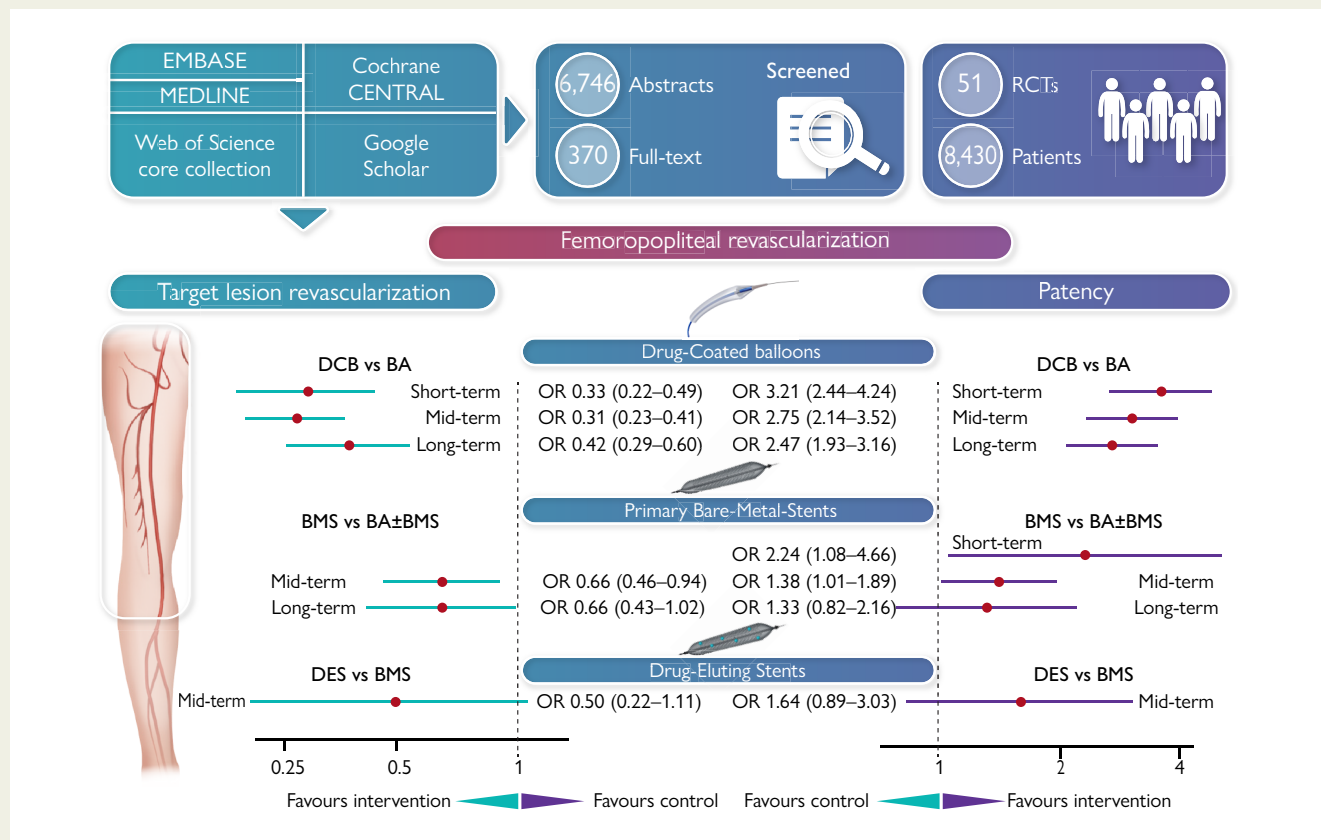 EMBASE
MEDLINE
Cochrane
CENTRAL
Web of Science
core collection
Google
Scholar
6,746 Abstracts
370 Full-text
Screened
51 RCTs
8,430 Patients
Femoropopliteal revascularization
Target lesion revascularization
Patency
Drug-Coated balloons
DCB vs BA
DCB vs BA
Short-term OR 0.33 (0.22–0.49) OR 3.21 (2.44–4.24) Short-term
Mid-term OR 0.31 (0.23–0.41) OR 2.75 (2.14–3.52) Mid-term
Long-term OR 0.42 (0.29–0.60) OR 2.47 (1.93–3.16) Long-term
Primary Bare-Metal-Stents
BMS vs BA±BMS
BMS vs BA±BMS
OR 2.24 (1.08–4.66) Short-term
Mid-term OR 0.66 (0.46–0.94) OR 1.38 (1.01–1.89) Mid-term
Long-term OR 0.66 (0.43–1.02) OR 1.33 (0.82–2.16) Long-term
Drug-Eluting Stents
DES vs BMS
DES vs BMS
Mid-term OR 0.50 (0.22–1.11) OR 1.64 (0.89–3.03) Mid-term
0.25 0.5 1
1 2 4
Favours intervention Favours control
Favours control Favours intervention